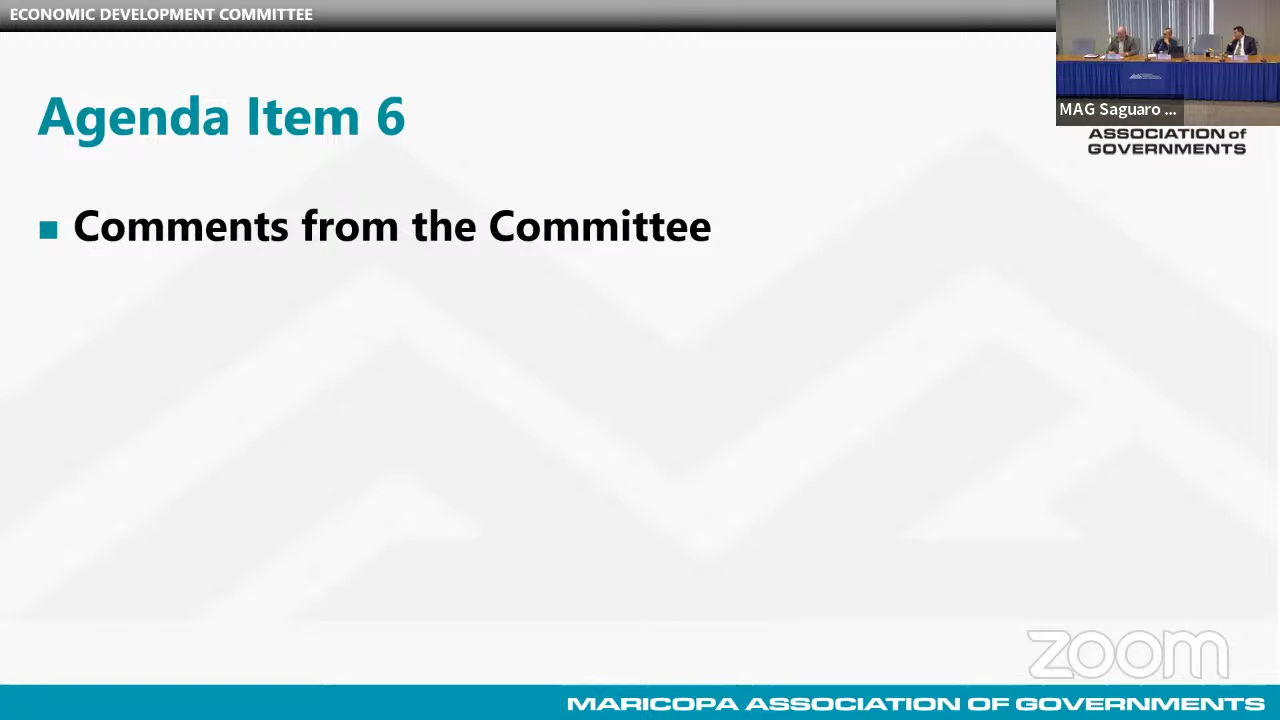 ECONOMIC DEVELOPMENT COMMITTEE
MAG Saguaro ...
ASSOCIATION of
GOVERNMENTS
Agenda Item 6
Comments from the Committee
zoom
MARICOPA ASSOCIATION OF GOVERNMENTS